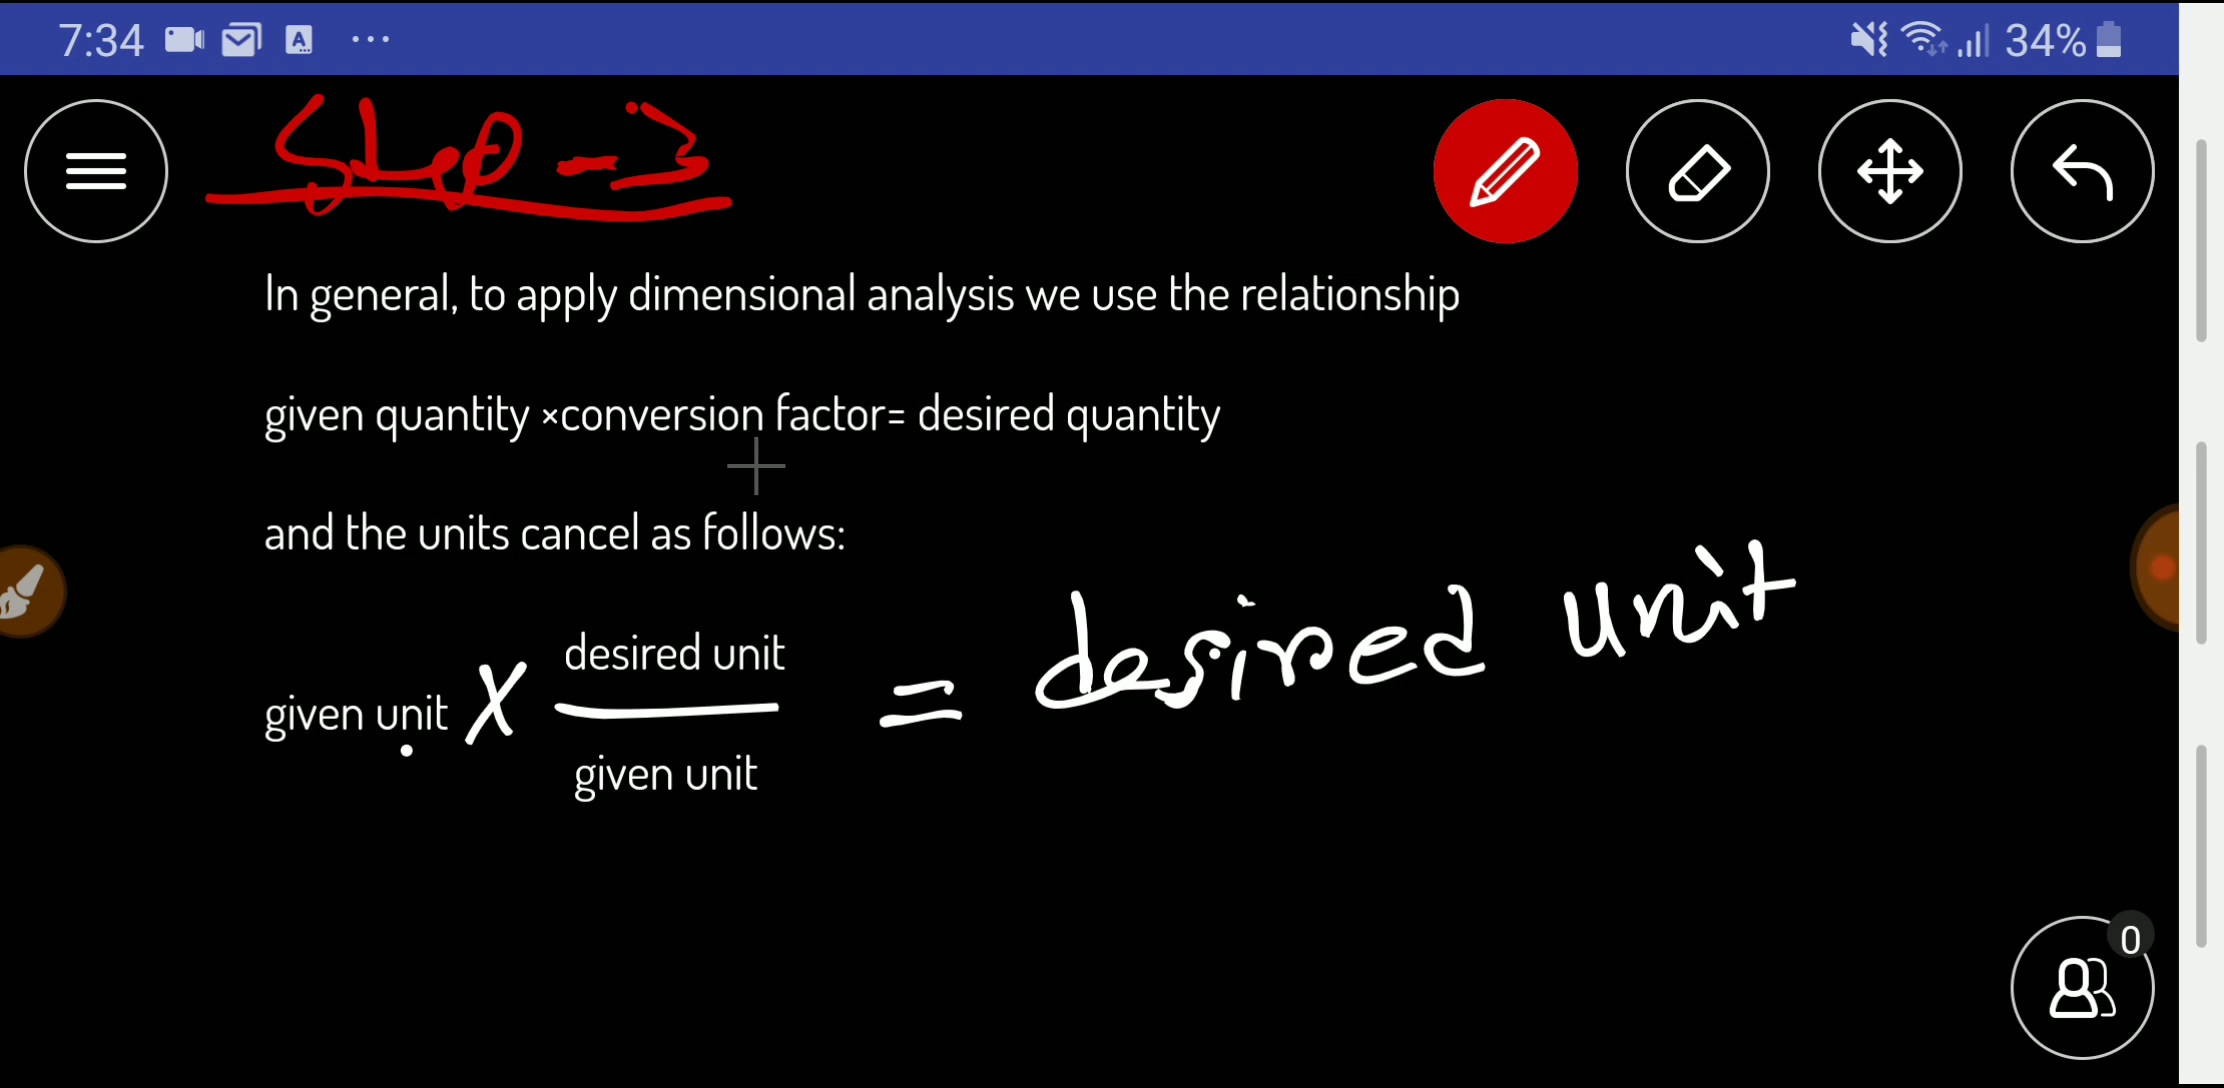 7:34 A ... 34%
Step - 3
In general, to apply dimensional analysis we use the relationship
given quantity ×conversion factor= desired quantity
and the units cancel as follows:
desired unit
given unit X = desired unit
given unit
0